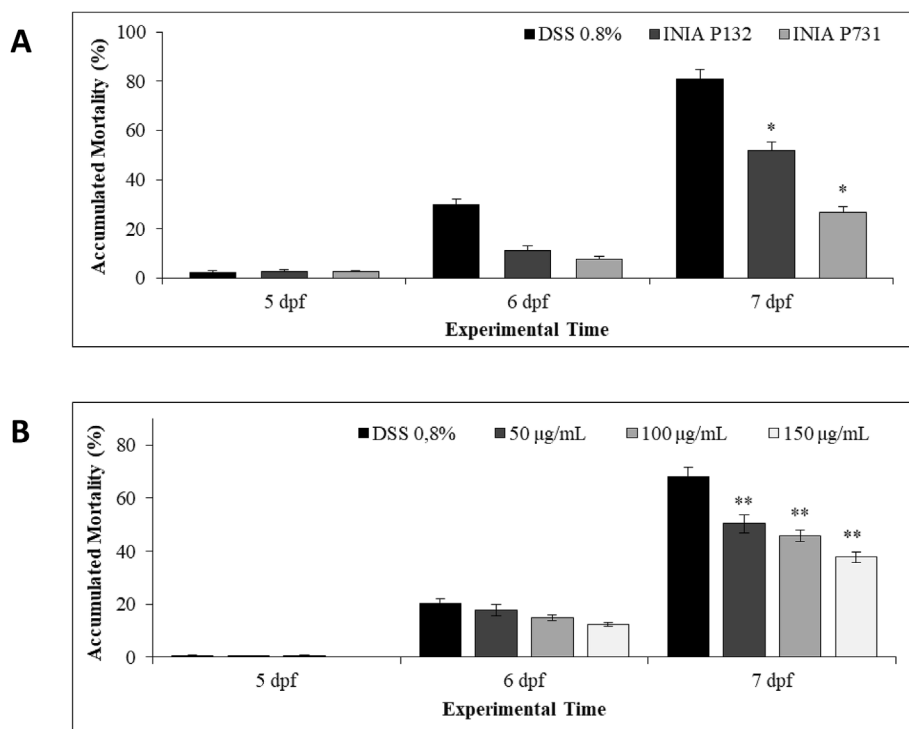 A
Accumulated Mortality (%)
100
80
60
40
20
0
DSS 0.8% INIA P132 INIA P731
*
*
5 dpf 6 dpf 7 dpf
Experimental Time
B
Accumulated Mortality (%)
80
60
40
20
0
DSS 0,8% 50 µg/mL 100 µg/mL 150 µg/mL
**
**
**
5 dpf 6 dpf 7 dpf
Experimental Time